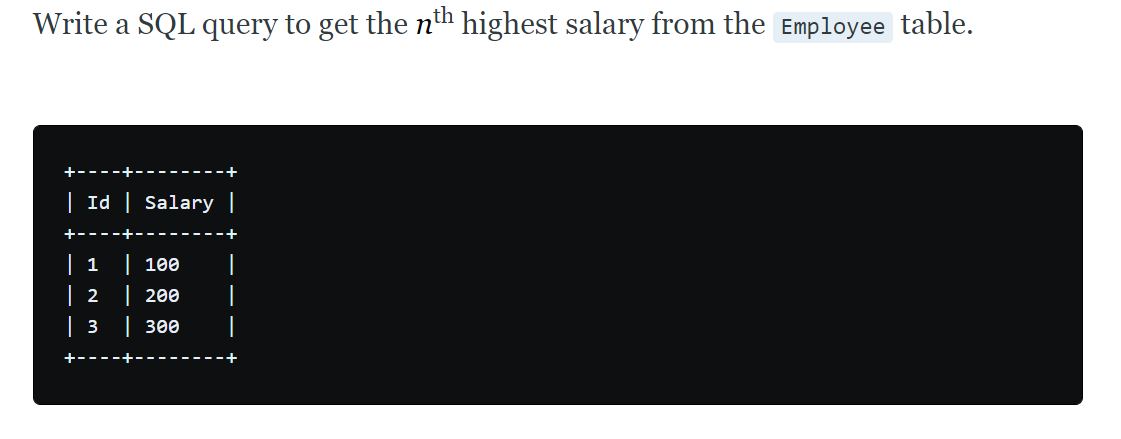 Write a SQL query to get the nth highest salary from the Employee table.
+----+--------+
| Id | Salary |
+----+--------+
| 1  | 100    |
| 2  | 200    |
| 3  | 300    |
+----+--------+